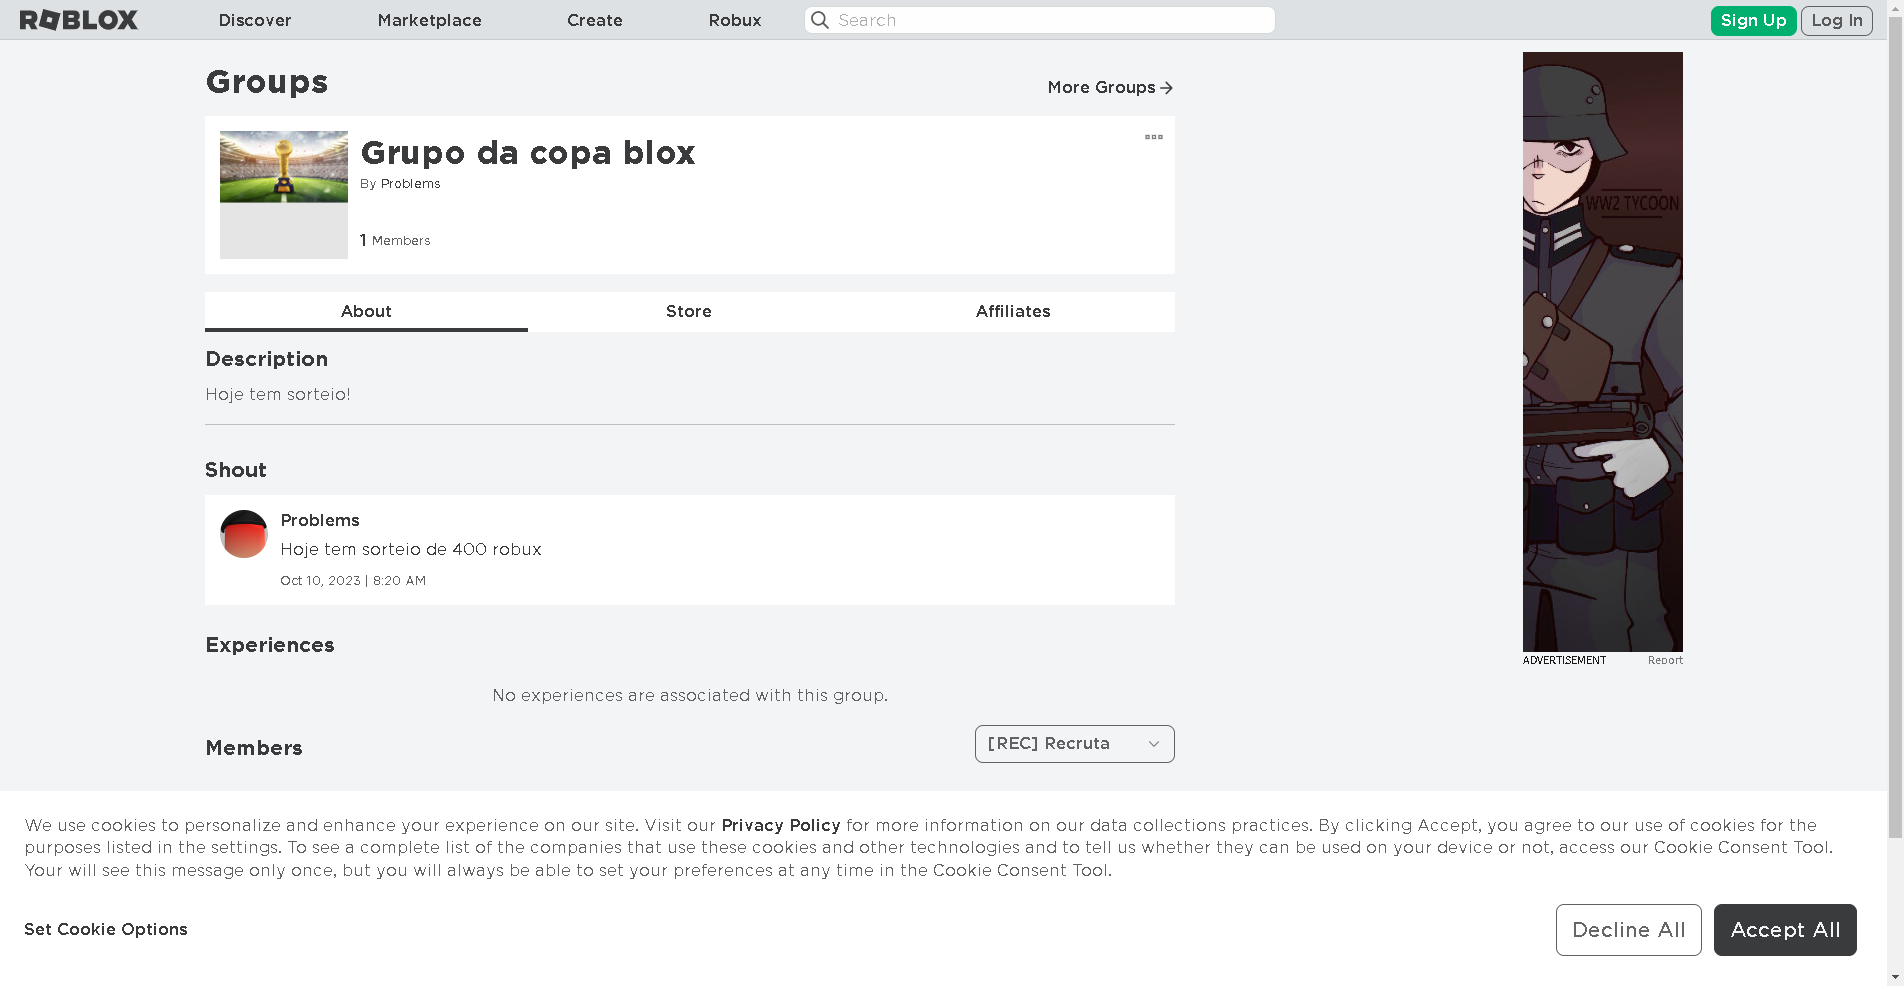 ROBLOX
Discover
Marketplace
Create
Robux
Search
Sign Up
Log In
Groups
More Groups
Grupo da copa blox
By Problems
1 Members
About
Store
Affiliates
Description
Hoje tem sorteio!
Shout
Problems
Hoje tem sorteio de 400 robux
Oct 10, 2023 | 8:20 AM
Experiences
No experiences are associated with this group.
Members
[REC] Recruta
WW2 TYCOON
ADVERTISEMENT
Report
We use cookies to personalize and enhance your experience on our site. Visit our Privacy Policy for more information on our data collections practices. By clicking Accept, you agree to our use of cookies for the
purposes listed in the settings. To see a complete list of the companies that use these cookies and other technologies and to tell us whether they can be used on your device or not, access our Cookie Consent Tool.
Your will see this message only once, but you will always be able to set your preferences at any time in the Cookie Consent Tool.
Set Cookie Options
Decline All
Accept All